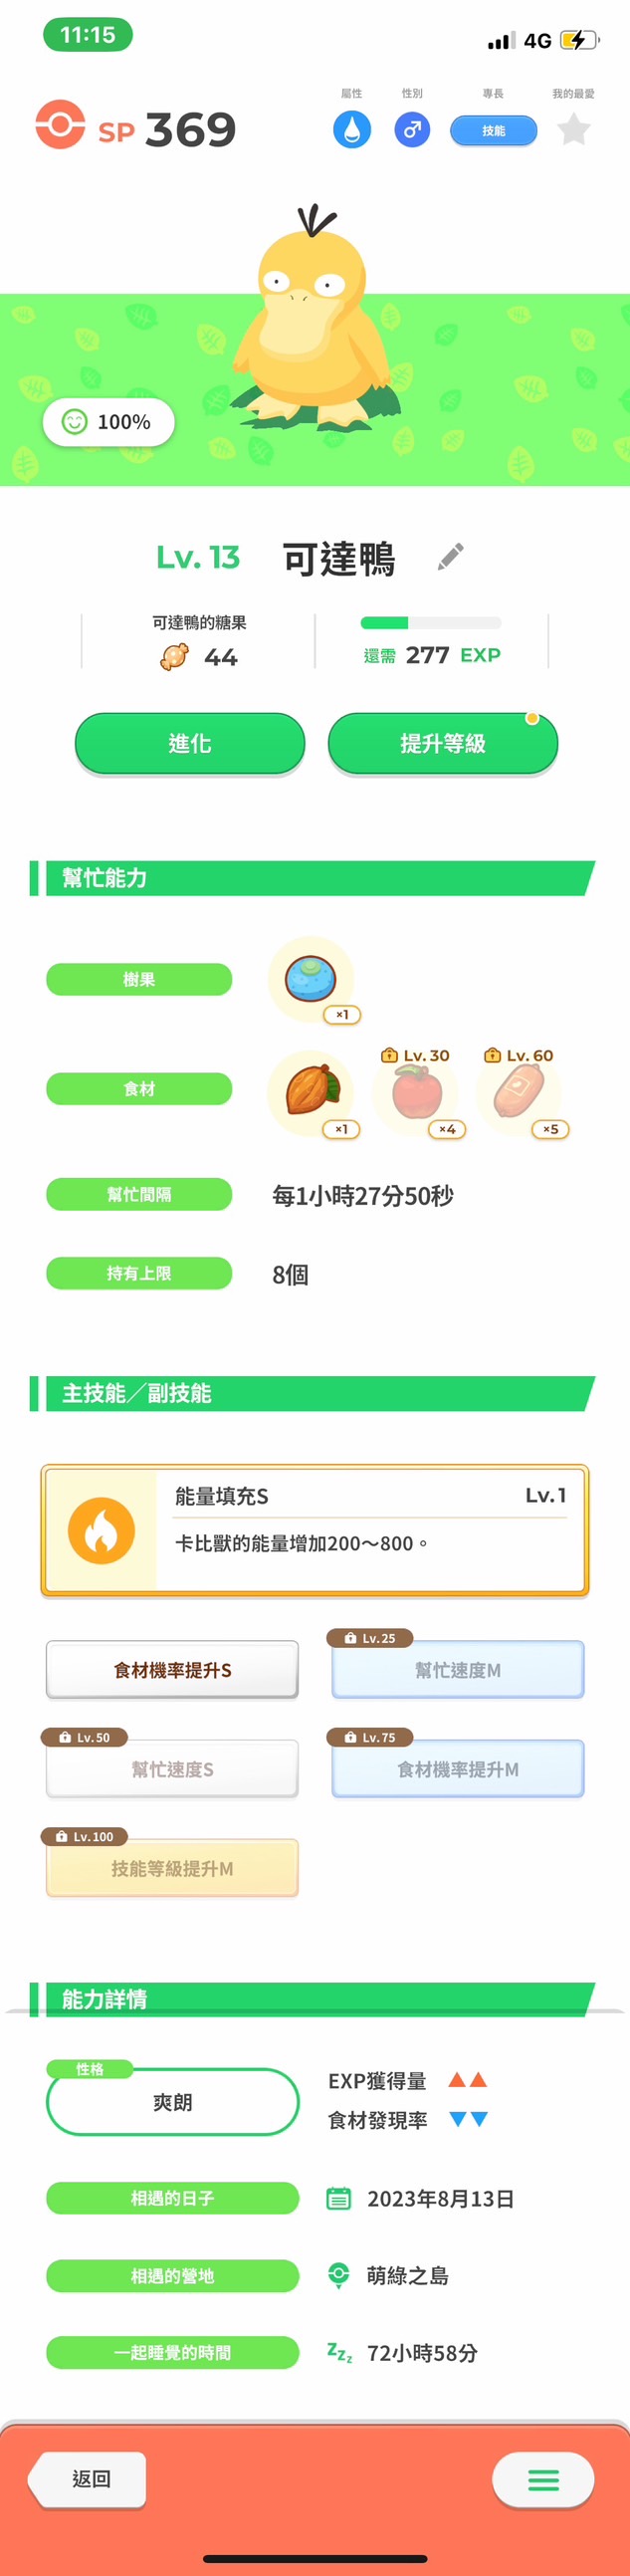 11:15
4G
屬性
性別
專長
我的最愛
SP 369
技能
100%
Lv. 13 可達鴨
可達鴨的糖果
44
還需 277 EXP
進化
提升等級
幫忙能力
樹果
×1
食材
Lv. 30
Lv. 60
×1
×4
×5
幫忙間隔
每1小時27分50秒
持有上限
8個
主技能／副技能
能量填充S
Lv. 1
卡比獸的能量增加200～800。
食材機率提升S
Lv. 25
幫忙速度M
Lv. 50
幫忙速度S
Lv. 75
食材機率提升M
Lv. 100
技能等級提升M
能力詳情
性格
爽朗
EXP獲得量 ▲▲
食材發現率 ▼▼
相遇的日子
2023年8月13日
相遇的營地
萌綠之島
一起睡覺的時間
zzz 72小時58分
返回